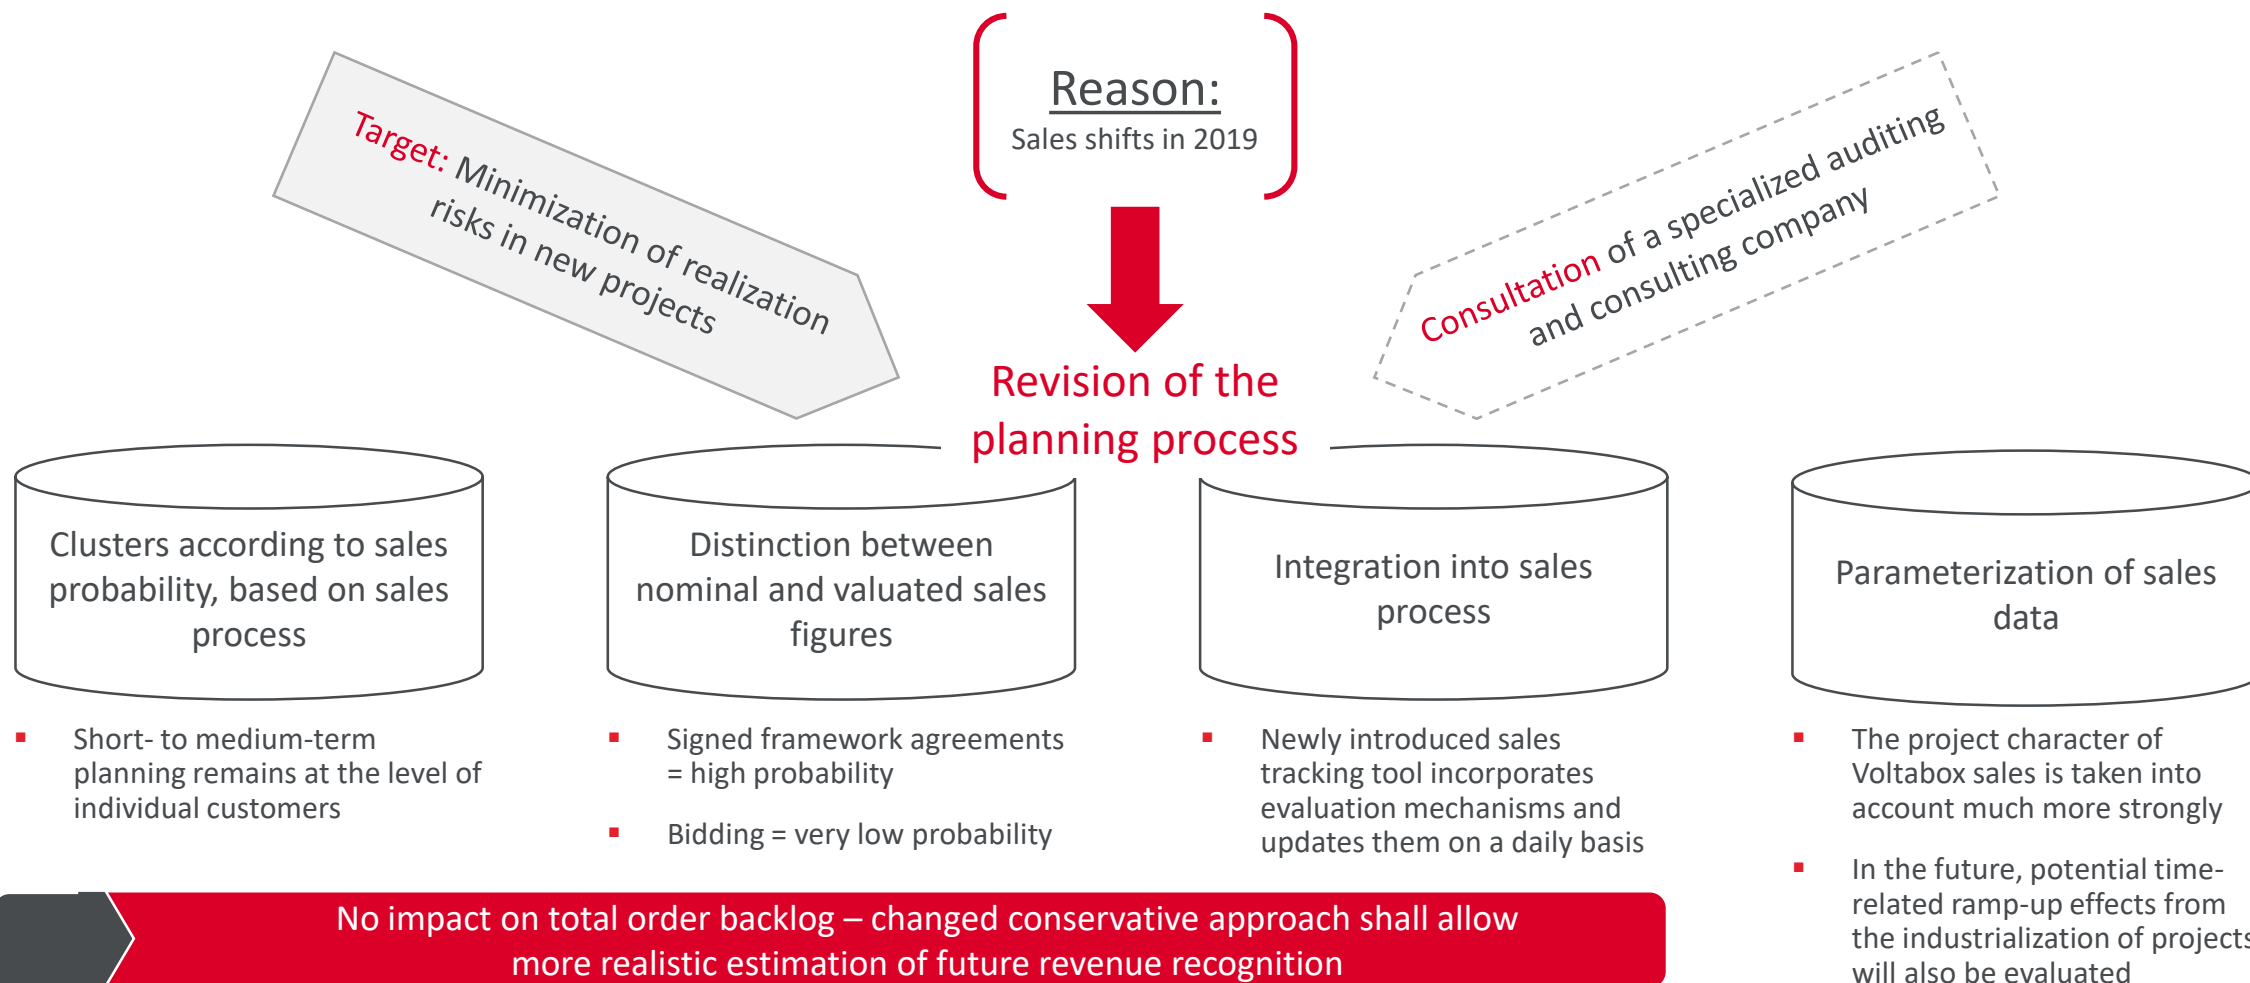 Reason:
Sales shifts in 2019
Target: Minimization of realization
risks in new projects
Consultation of a specialized auditing
and consulting company
Revision of the
planning process
Clusters according to sales
probability, based on sales
process
Distinction between
nominal and valuated sales
figures
Integration into sales
process
Parameterization of sales
data
▪ Short- to medium-term
planning remains at the level of
individual customers
▪ Signed framework agreements
= high probability
▪ Bidding = very low probability
▪ Newly introduced sales
tracking tool incorporates
evaluation mechanisms and
updates them on a daily basis
▪ The project character of
Voltabox sales is taken into
account much more strongly
▪ In the future, potential time-
related ramp-up effects from
the industrialization of projects
will also be evaluated
No impact on total order backlog – changed conservative approach shall allow
more realistic estimation of future revenue recognition